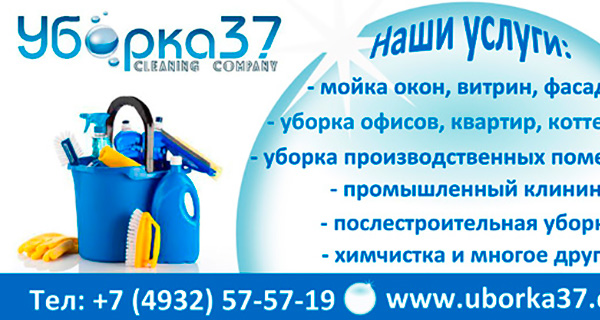 Уборка37
CLEANING COMPANY
Наши услуги:
- мойка окон, витрин, фасад
- уборка офисов, квартир, котте
- уборка производственных поме
- промышленный клинин
- послестроительная уборк
- химчистка и многое друг
Тел: +7 (4932) 57-57-19 www.uborka37.